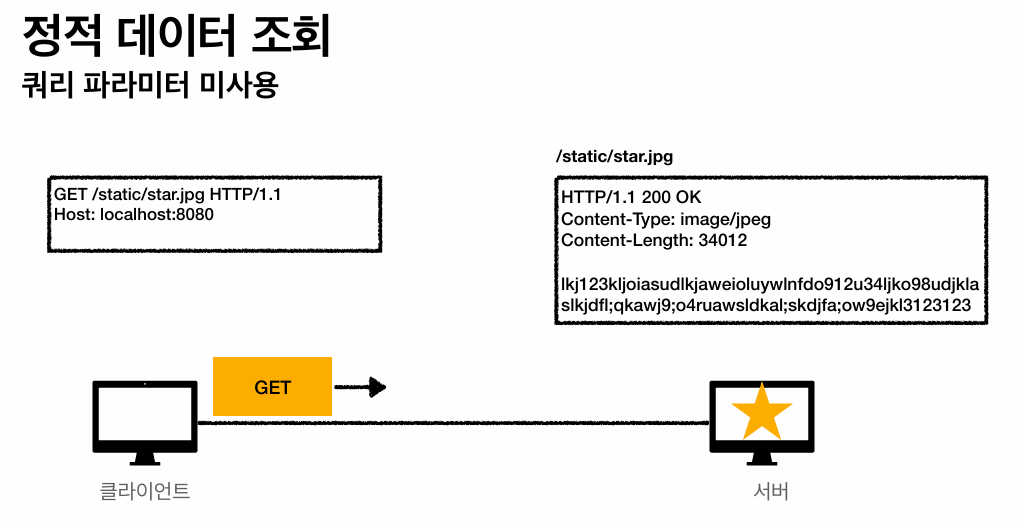 정적 데이터 조회
쿼리 파라미터 미사용
/static/star.jpg
GET /static/star.jpg HTTP/1.1
Host: localhost:8080
HTTP/1.1 200 OK
Content-Type: image/jpeg
Content-Length: 34012
lkj123kljoiasudlkjaweioluywlnfdo912u34ljko98udjkla
slkjdfl;qkawj9;o4ruawsldkal;skdjfa;ow9ejkl3123123
GET
클라이언트
서버